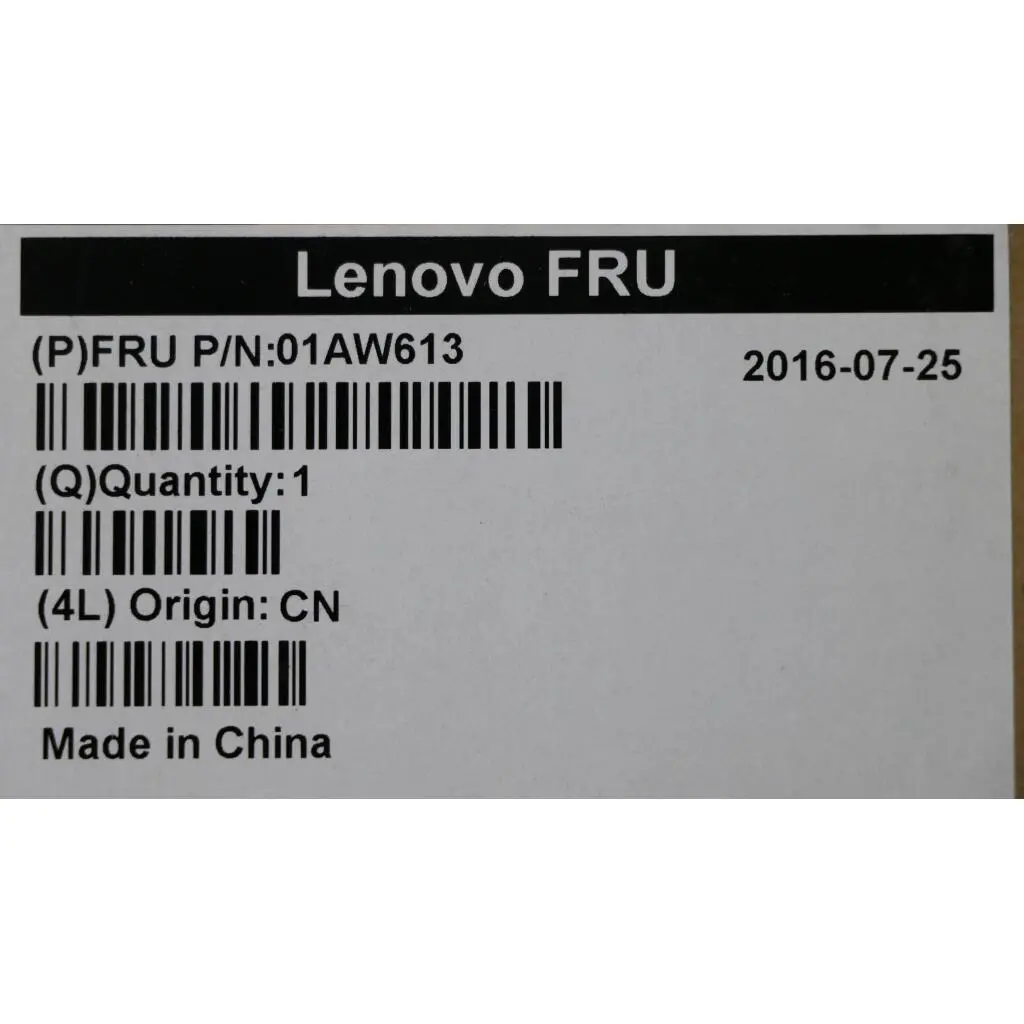 Lenovo FRU
(P)FRU P/N:01AW613
2016-07-25
(Q)Quantity:1
(4L) Origin: CN
Made in China